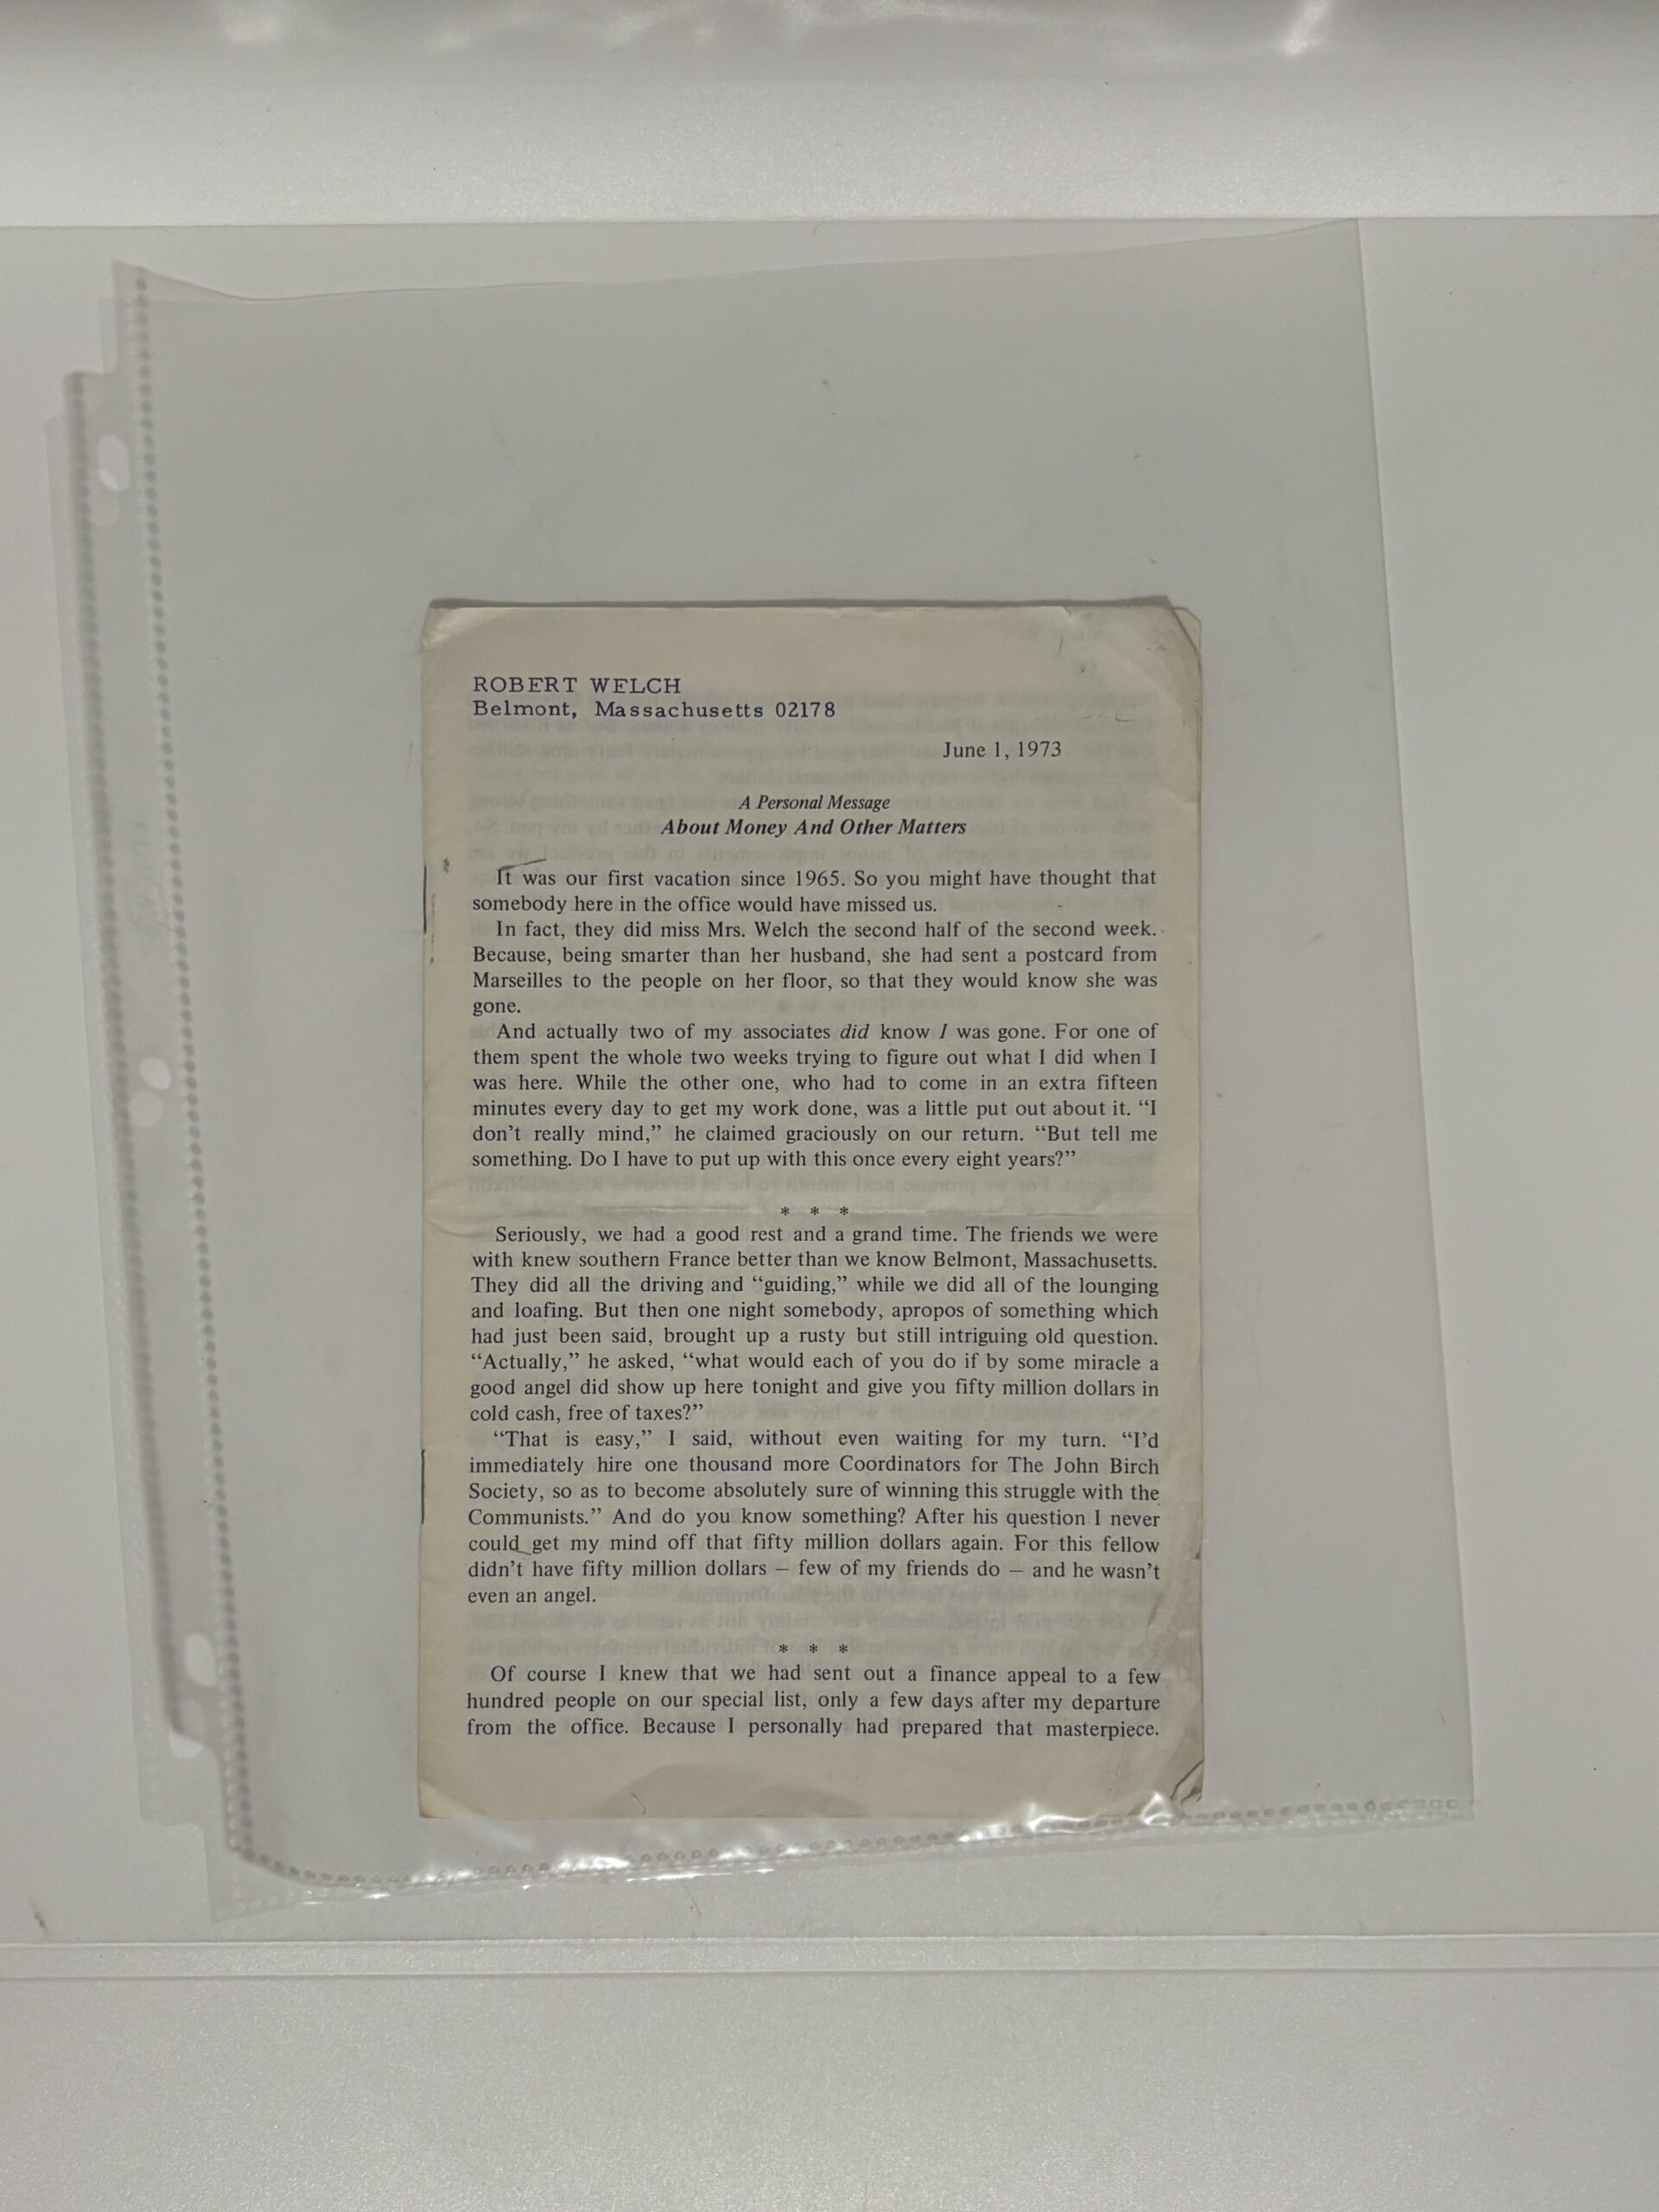 ROBERT WELCH
Belmont, Massachusetts 02178
June 1, 1973
A Personal Message
About Money And Other Matters
It was our first vacation since 1965. So you might have thought that
somebody here in the office would have missed us.
In fact, they did miss Mrs. Welch the second half of the second week.
Because, being smarter than her husband, she had sent a postcard from
Marseilles to the people on her floor, so that they would know she was
gone.
And actually two of my associates did know I was gone. For one of
them spent the whole two weeks trying to figure out what I did when I
was here. While the other one, who had to come in an extra fifteen
minutes every day to get my work done, was a little put out about it. “I
don’t really mind,” he claimed graciously on our return. “But tell me
something. Do I have to put up with this once every eight years?”
* * *
Seriously, we had a good rest and a grand time. The friends we were
with knew southern France better than we know Belmont, Massachusetts.
They did all the driving and “guiding,” while we did all of the lounging
and loafing. But then one night somebody, apropos of something which
had just been said, brought up a rusty but still intriguing old question.
“Actually,” he asked, “what would each of you do if by some miracle a
good angel did show up here tonight and give you fifty million dollars in
cold cash, free of taxes?”
“That is easy,” I said, without even waiting for my turn. “I’d
immediately hire one thousand more Coordinators for The John Birch
Society, so as to become absolutely sure of winning this struggle with the
Communists.” And do you know something? After his question I never
could get my mind off that fifty million dollars again. For this fellow
didn’t have fifty million dollars – few of my friends do – and he wasn’t
even an angel.
* * *
Of course I knew that we had sent out a finance appeal to a few
hundred people on our special list, only a few days after my departure
from the office. Because I personally had prepared that masterpiece.